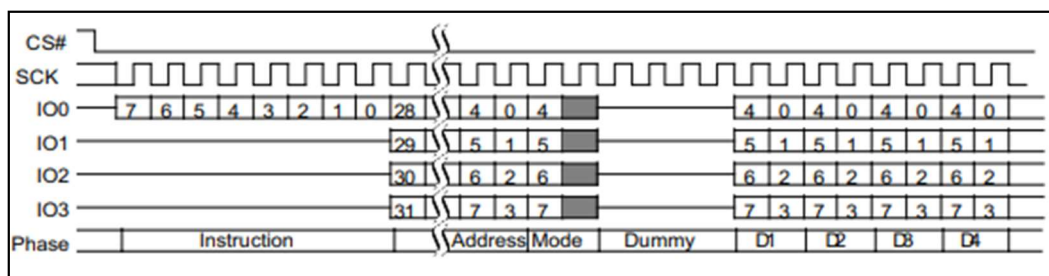 CS#
SCK
IO0 7 6 5 4 3 2 1 0 28 4 0 4 4 0 4 0 4 0 4 0
IO1 29 5 1 5 5 1 5 1 5 1 5 1
IO2 30 6 2 6 6 2 6 2 6 2 6 2
IO3 31 7 3 7 7 3 7 3 7 3 7 3
Phase Instruction Address Mode Dummy D1 D2 D3 D4